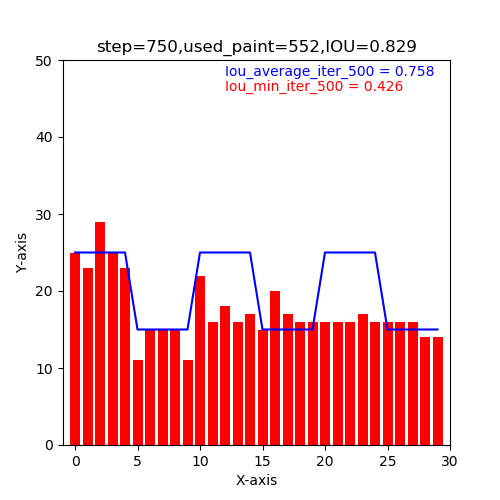 step=750,used_paint=552,IOU=0.829
Iou_average_iter_500 = 0.758
Iou_min_iter_500 = 0.426
50
40
30
20
10
0
Y-axis
0 5 10 15 20 25 30
X-axis